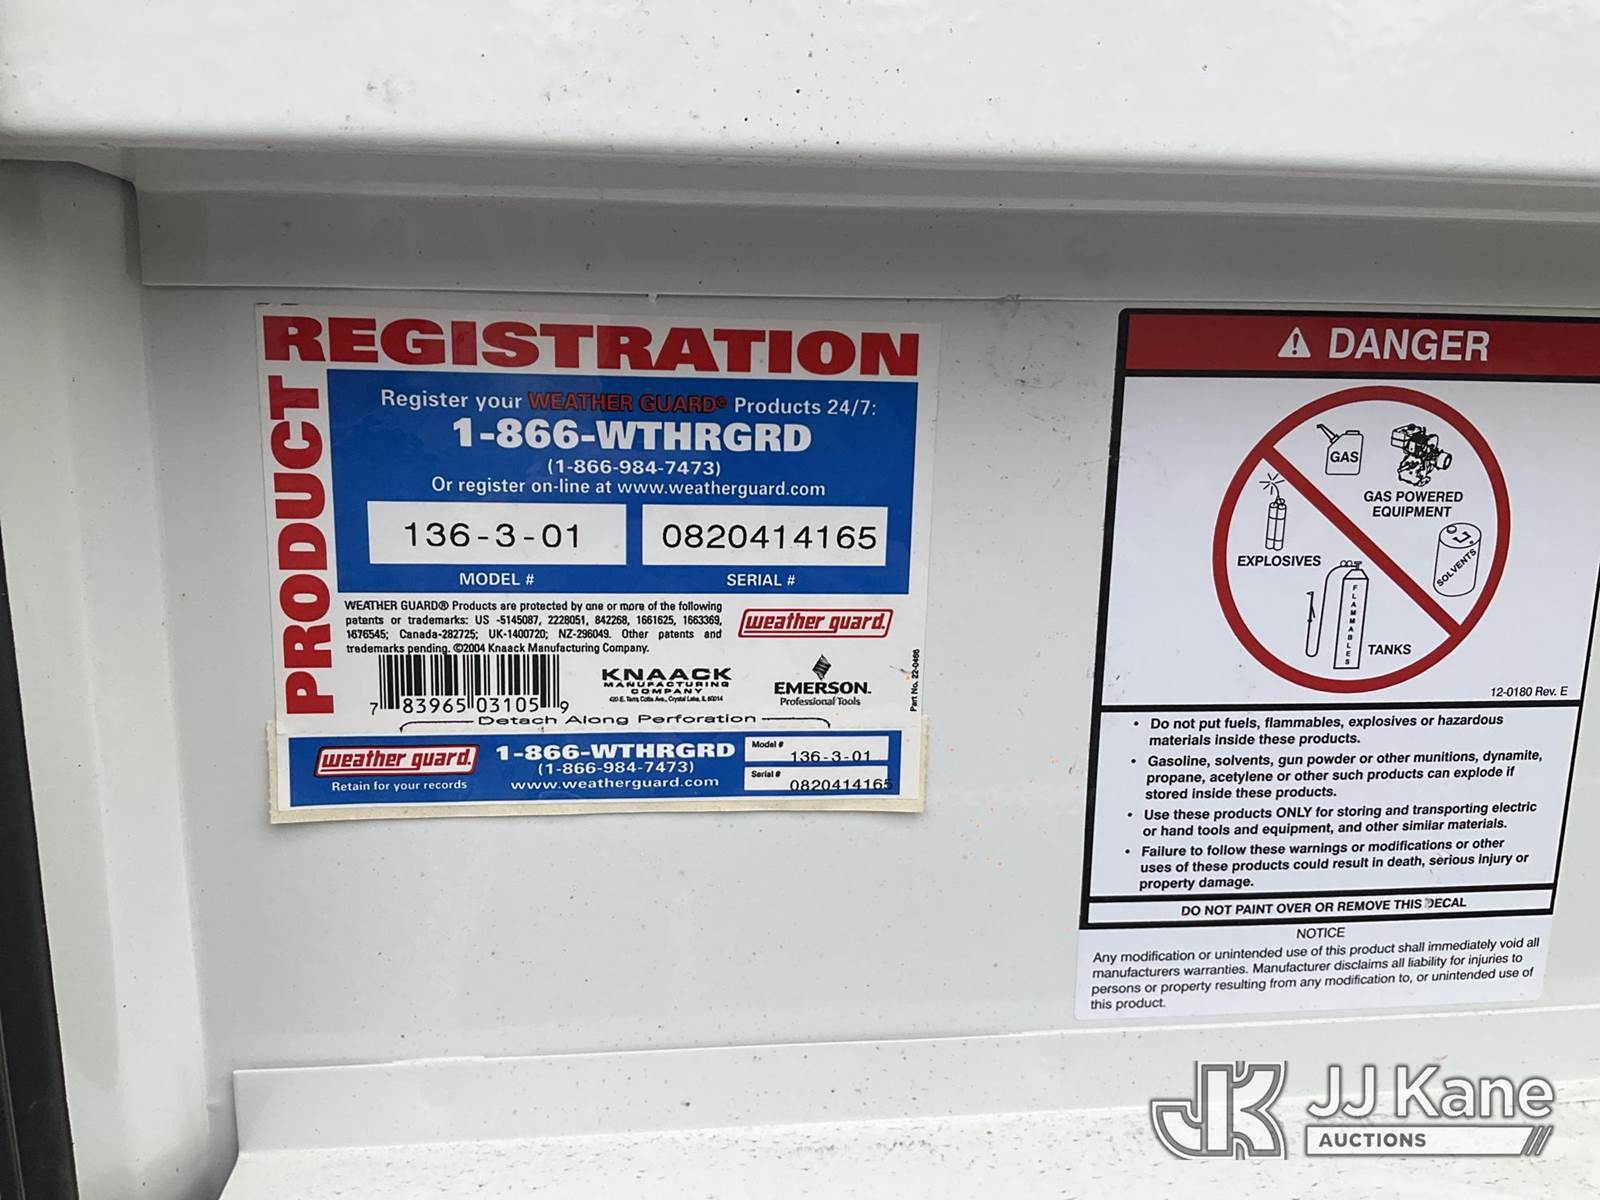 PRODUCT REGISTRATION
Register your WEATHER GUARD® Products 24/7:
1-866-WTHRGRD
(1-866-984-7473)
Or register on-line at www.weatherguard.com
136-3-01
0820414165
MODEL #
SERIAL #
WEATHER GUARD® Products are protected by one or more of the following
patents or trademarks: US -5145087, 2228051, 842268, 1661625, 1663369,
1676545; Canada-282725; UK-1400720; NZ-296049. Other patents and
trademarks pending. ©2004 Knaack Manufacturing Company.
weather guard.
7 83965 03105 9
KNAACK
MANUFACTURING
COMPANY
420 E. Terra Cotta Ave., Crystal Lake, IL 60014
EMERSON.
Professional Tools
Part No. 22-0466
Detach Along Perforation
weather guard.
Retain for your records
1-866-WTHRGRD
(1-866-984-7473)
www.weatherguard.com
Model #
136-3-01
Serial #
0820414165
DANGER
GAS
GAS POWERED
EQUIPMENT
EXPLOSIVES
SOLVENTS
FLAMMABLES
TANKS
12-0180 Rev. E
• Do not put fuels, flammables, explosives or hazardous
materials inside these products.
• Gasoline, solvents, gun powder or other munitions, dynamite,
propane, acetylene or other such products can explode if
stored inside these products.
• Use these products ONLY for storing and transporting electric
or hand tools and equipment, and other similar materials.
• Failure to follow these warnings or modifications or other
uses of these products could result in death, serious injury or
property damage.
DO NOT PAINT OVER OR REMOVE THIS DECAL
NOTICE
Any modification or unintended use of this product shall immediately void all
manufacturers warranties. Manufacturer disclaims all liability for injuries to
persons or property resulting from any modification to, or unintended use of
this product.
JK
JJ Kane
AUCTIONS